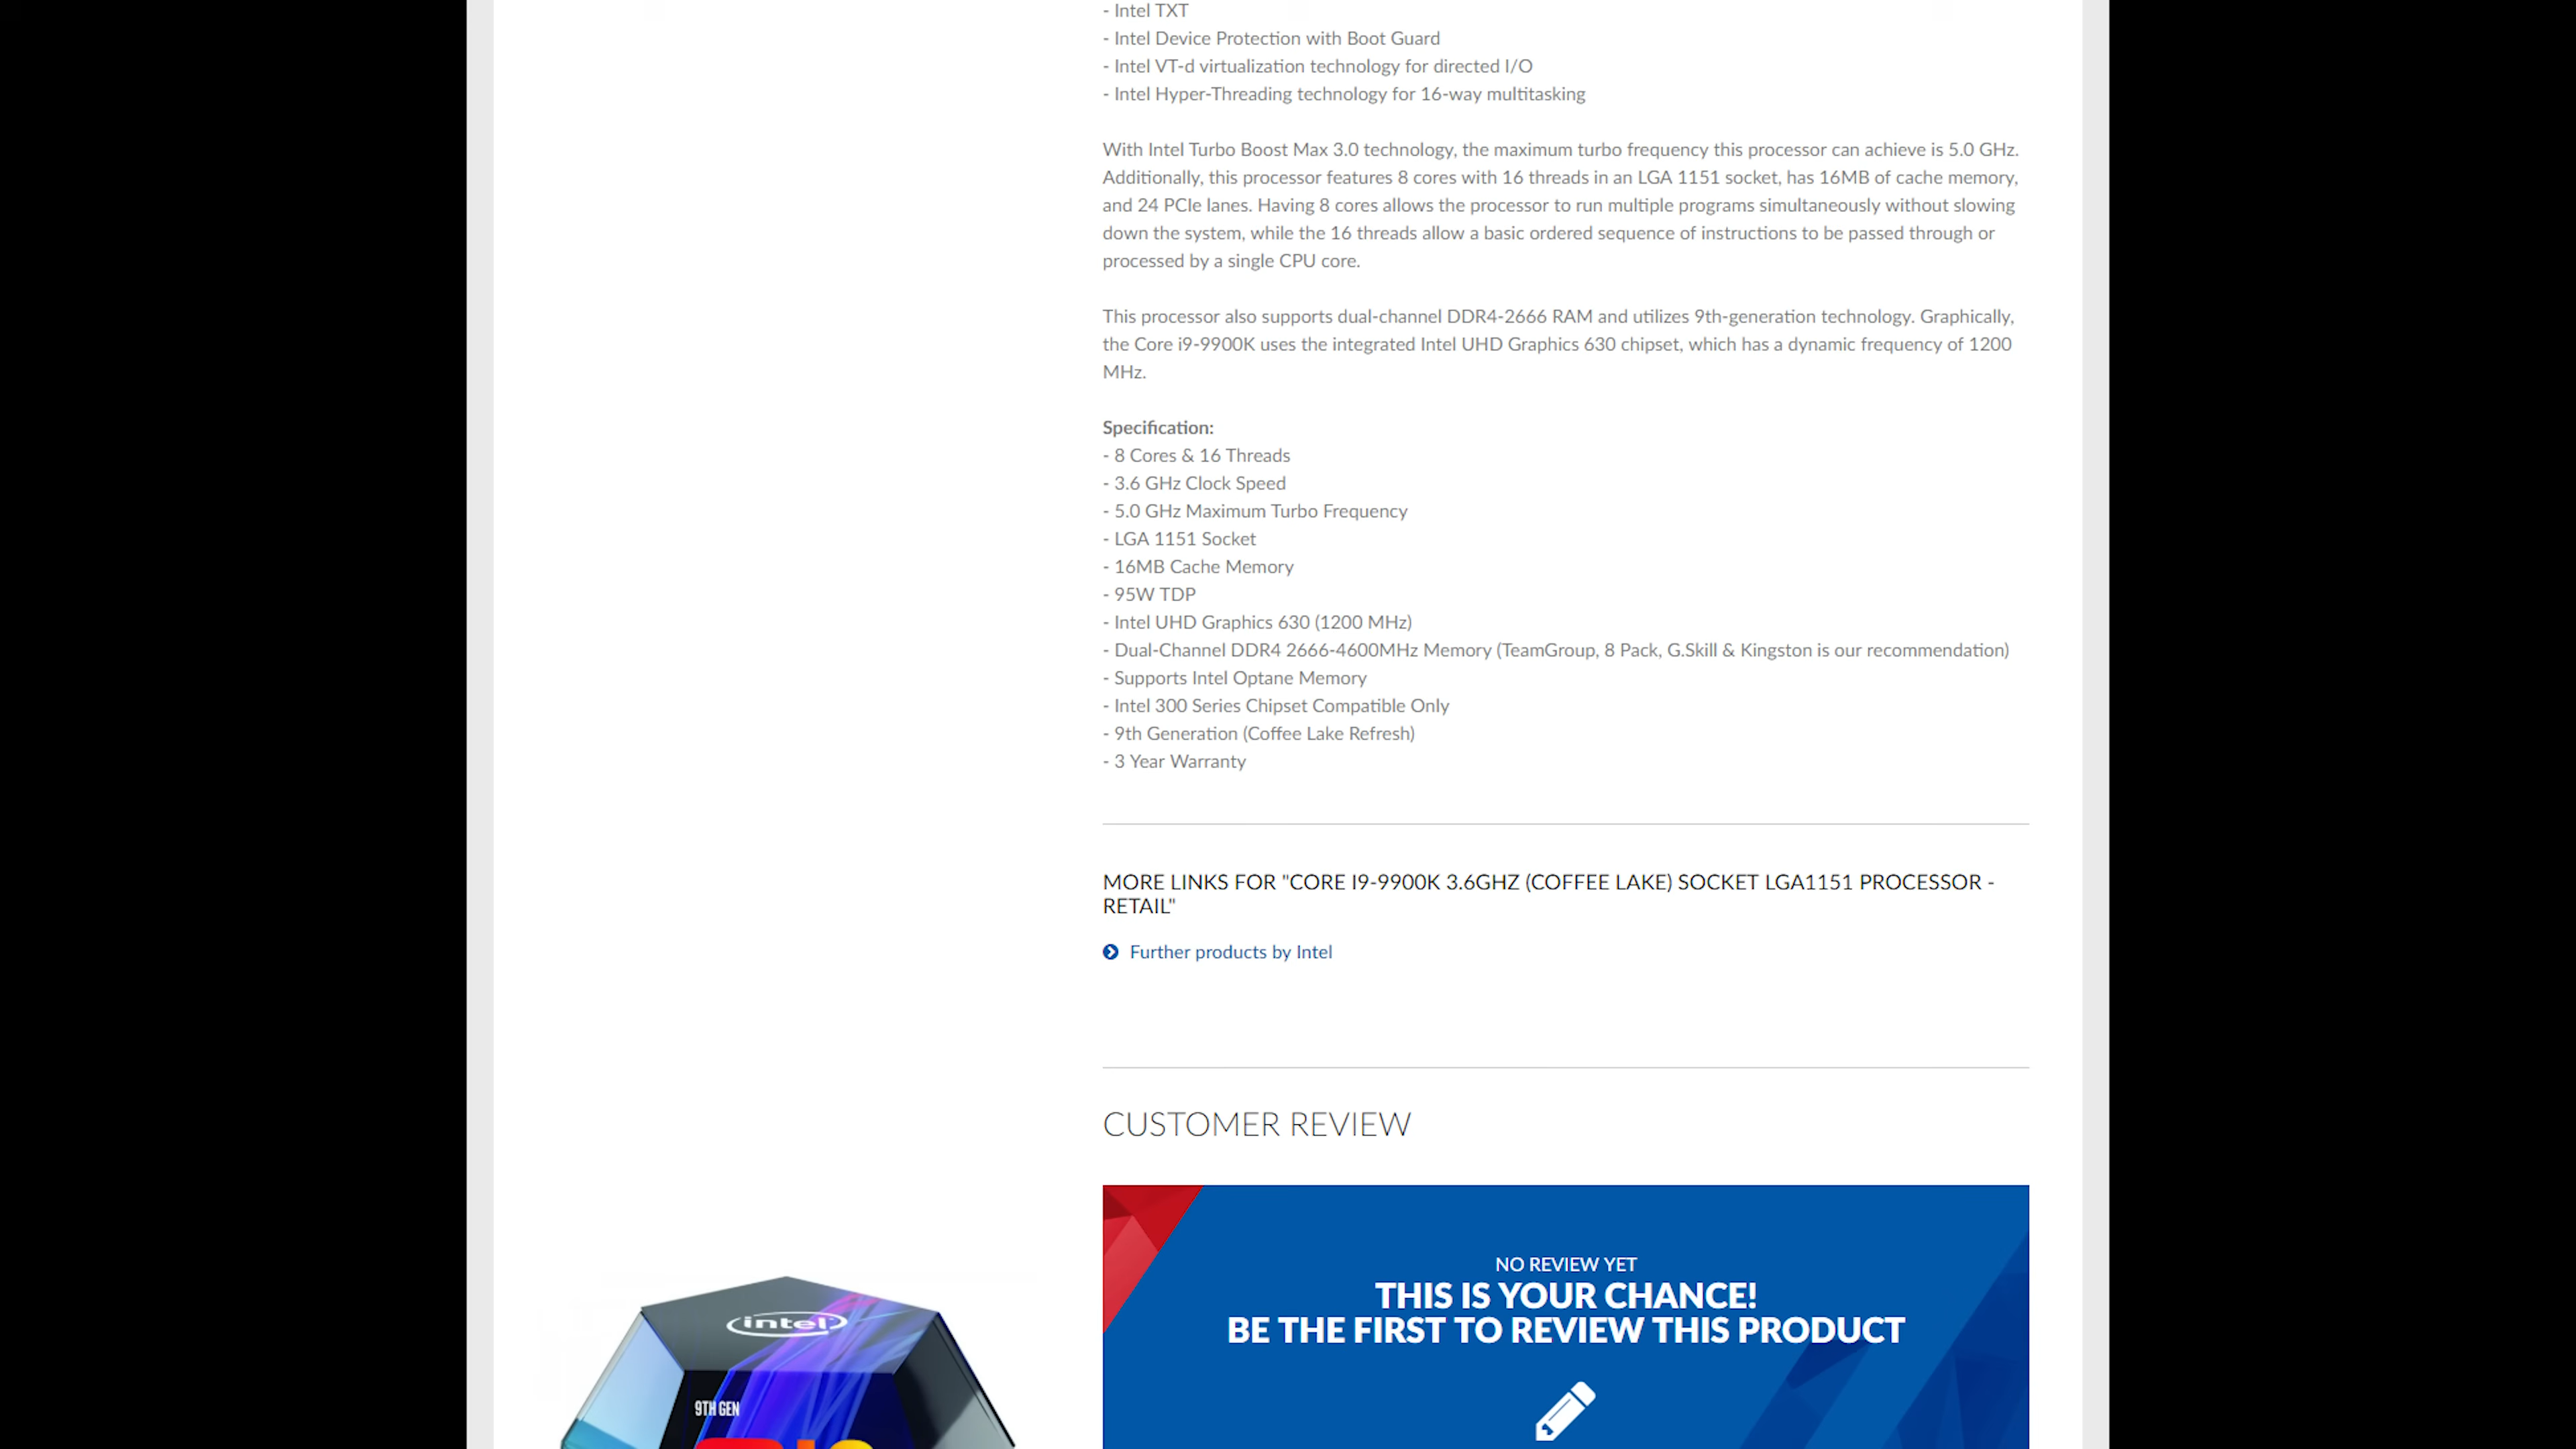 - Intel TXT
- Intel Device Protection with Boot Guard
- Intel VT-d virtualization technology for directed I/O
- Intel Hyper-Threading technology for 16-way multitasking
With Intel Turbo Boost Max 3.0 technology, the maximum turbo frequency this processor can achieve is 5.0 GHz.
Additionally, this processor features 8 cores with 16 threads in an LGA 1151 socket, has 16MB of cache memory,
and 24 PCIe lanes. Having 8 cores allows the processor to run multiple programs simultaneously without slowing
down the system, while the 16 threads allow a basic ordered sequence of instructions to be passed through or
processed by a single CPU core.
This processor also supports dual-channel DDR4-2666 RAM and utilizes 9th-generation technology. Graphically,
the Core i9-9900K uses the integrated Intel UHD Graphics 630 chipset, which has a dynamic frequency of 1200
MHz.
Specification:
- 8 Cores & 16 Threads
- 3.6 GHz Clock Speed
- 5.0 GHz Maximum Turbo Frequency
- LGA 1151 Socket
- 16MB Cache Memory
- 95W TDP
- Intel UHD Graphics 630 (1200 MHz)
- Dual-Channel DDR4 2666-4600MHz Memory (TeamGroup, 8 Pack, G.Skill & Kingston is our recommendation)
- Supports Intel Optane Memory
- Intel 300 Series Chipset Compatible Only
- 9th Generation (Coffee Lake Refresh)
- 3 Year Warranty
MORE LINKS FOR "CORE I9-9900K 3.6GHZ (COFFEE LAKE) SOCKET LGA1151 PROCESSOR -
RETAIL"
Further products by Intel
CUSTOMER REVIEW
NO REVIEW YET
THIS IS YOUR CHANCE!
BE THE FIRST TO REVIEW THIS PRODUCT
intel
9TH GEN